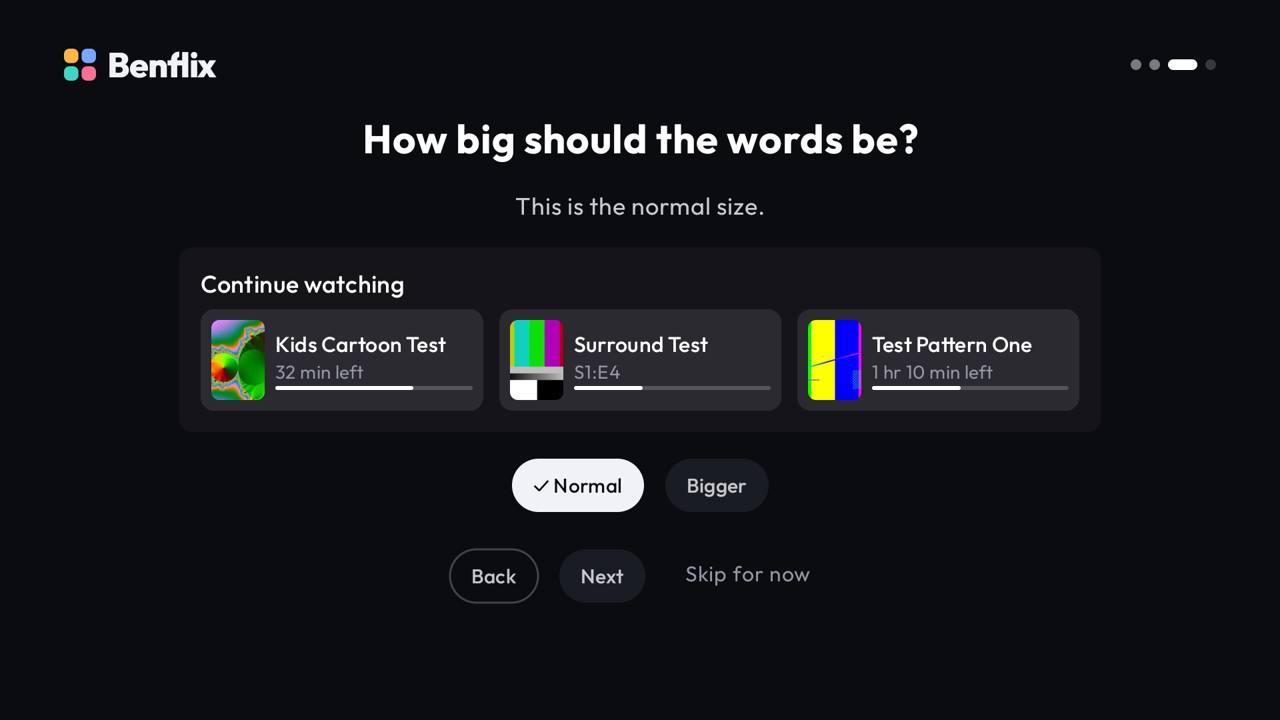 Benflix
How big should the words be?
This is the normal size.
Continue watching
Kids Cartoon Test
32 min left
Surround Test
S1:E4
Test Pattern One
1 hr 10 min left
Normal
Bigger
Back
Next
Skip for now